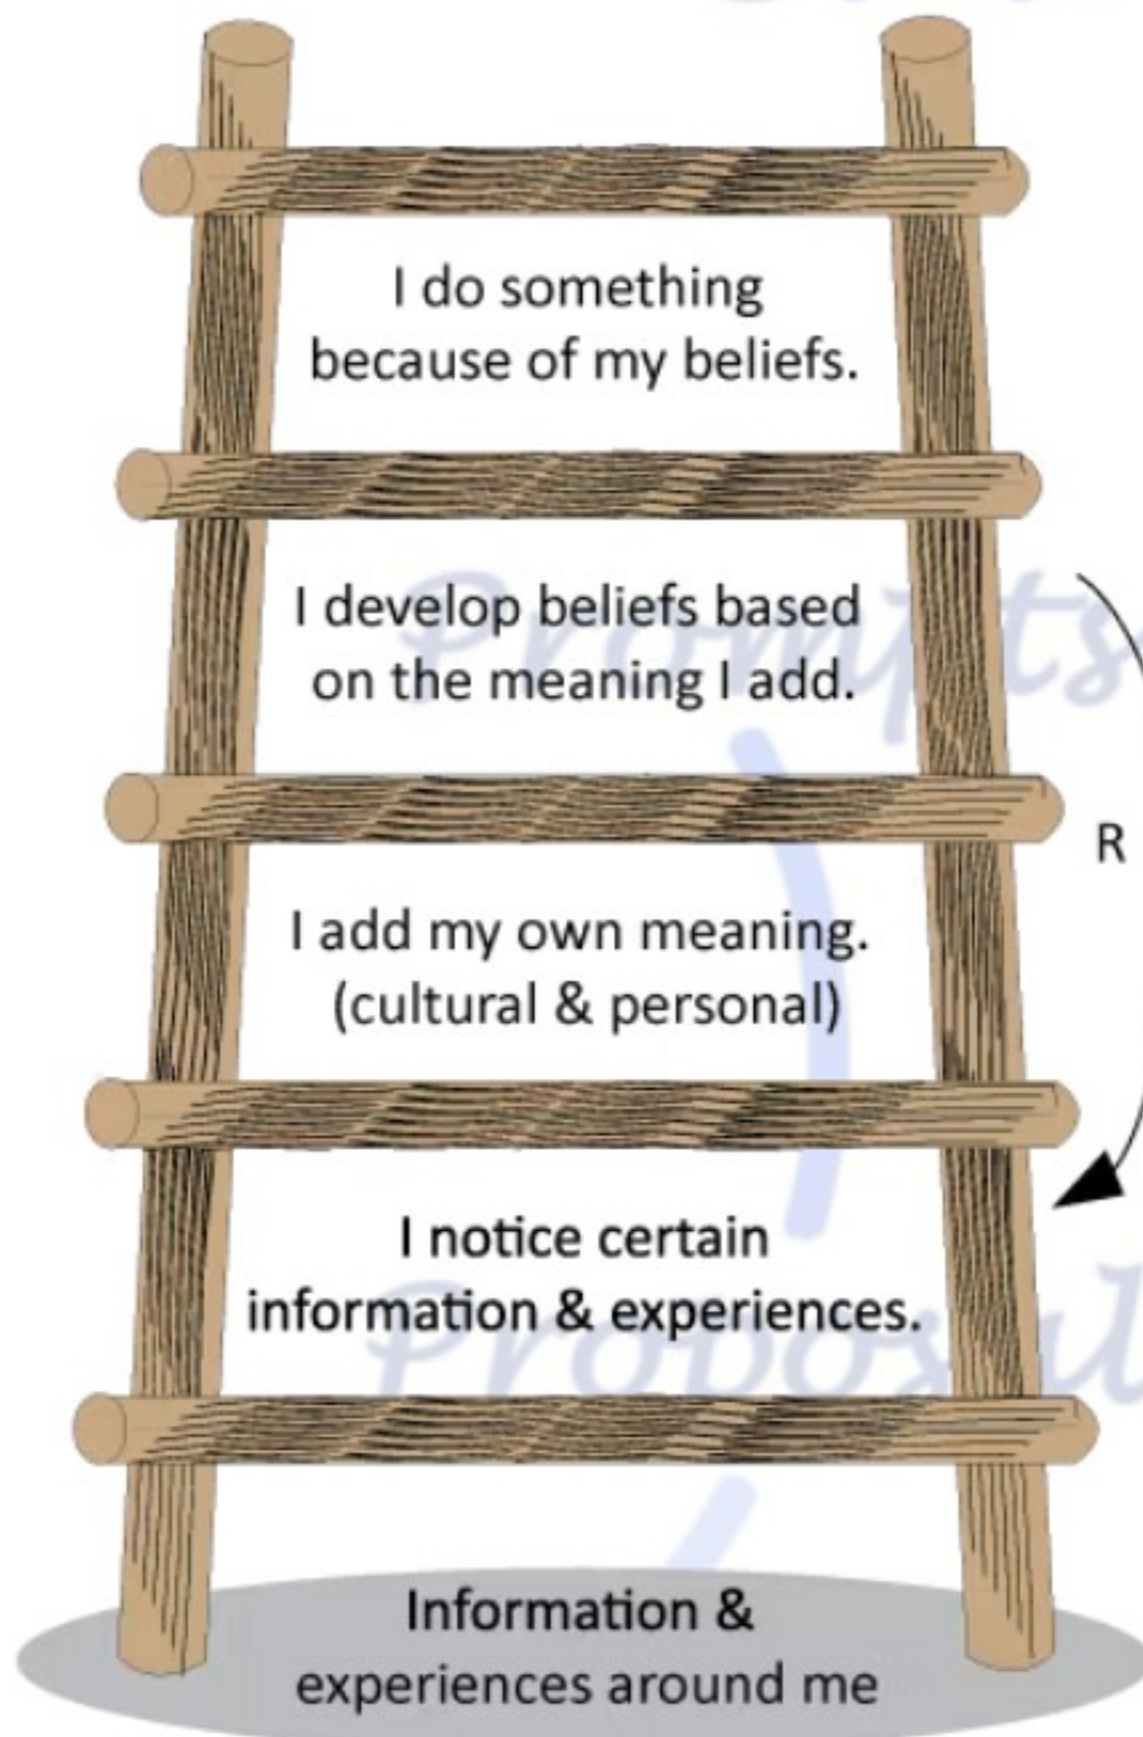 I do something
because of my beliefs.
I develop beliefs based
on the meaning I add.
Prompts
R
I add my own meaning.
(cultural & personal)
I notice certain
information & experiences.
Information &
experiences around me